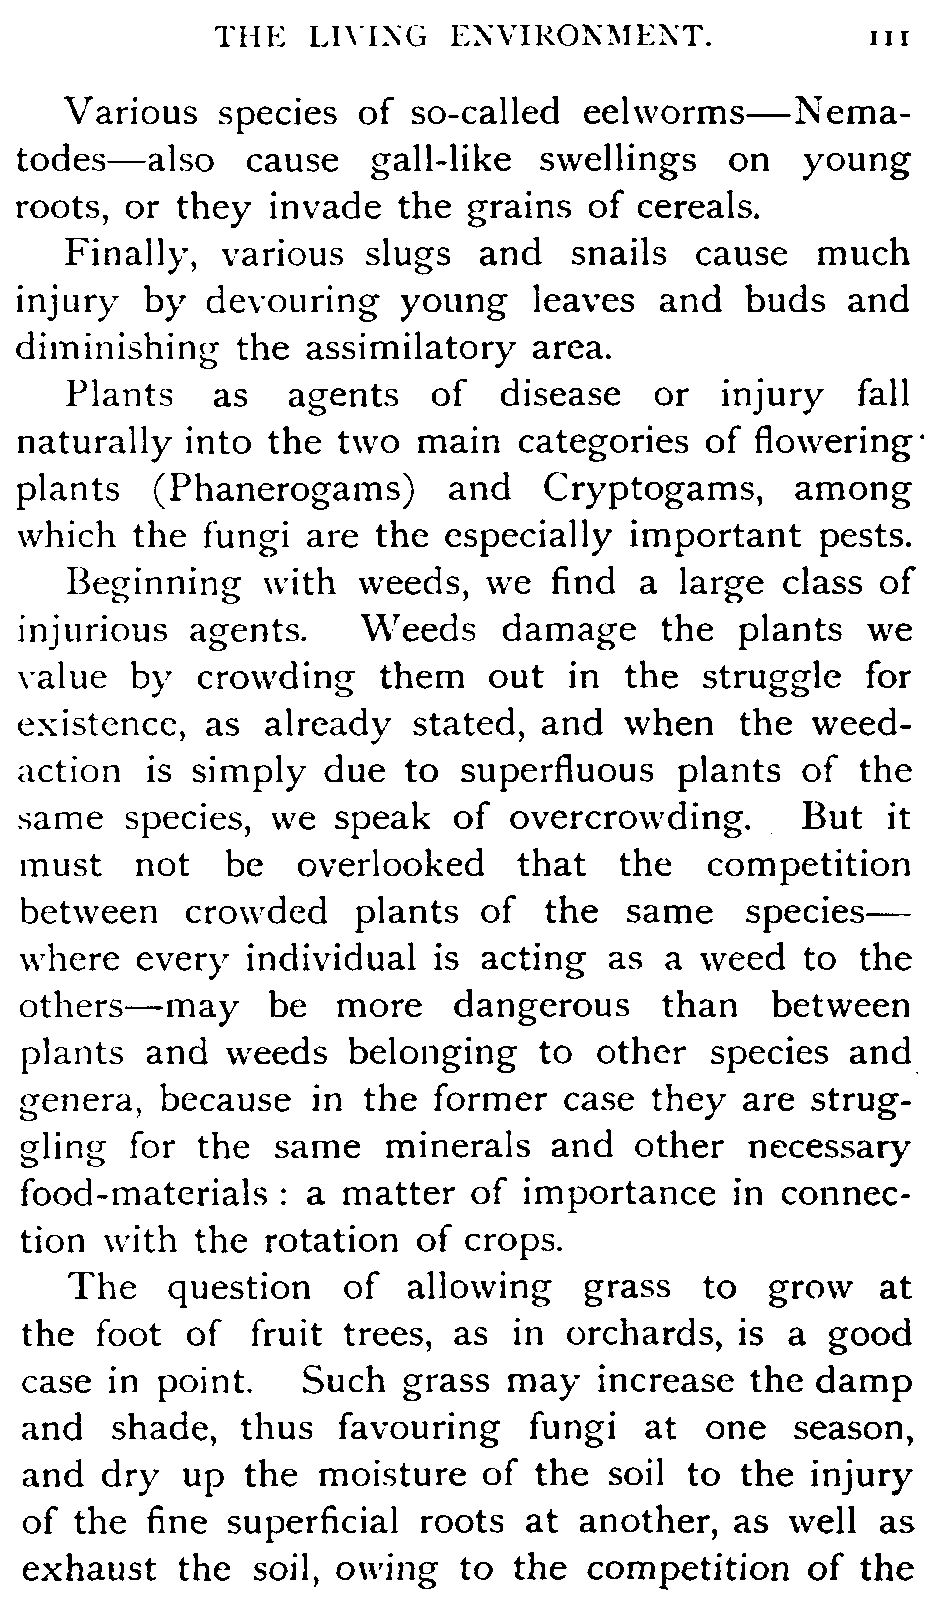 THE LIVING ENVIRONMENT. 111
Various species of so-called eelworms—Nema-
todes—also cause gall-like swellings on young
roots, or they invade the grains of cereals.
Finally, various slugs and snails cause much
injury by devouring young leaves and buds and
diminishing the assimilatory area.
Plants as agents of disease or injury fall
naturally into the two main categories of flowering
plants (Phanerogams) and Cryptogams, among
which the fungi are the especially important pests.
Beginning with weeds, we find a large class of
injurious agents. Weeds damage the plants we
value by crowding them out in the struggle for
existence, as already stated, and when the weed-
action is simply due to superfluous plants of the
same species, we speak of overcrowding. But it
must not be overlooked that the competition
between crowded plants of the same species—
where every individual is acting as a weed to the
others—may be more dangerous than between
plants and weeds belonging to other species and
genera, because in the former case they are strug-
gling for the same minerals and other necessary
food-materials : a matter of importance in connec-
tion with the rotation of crops.
The question of allowing grass to grow at
the foot of fruit trees, as in orchards, is a good
case in point. Such grass may increase the damp
and shade, thus favouring fungi at one season,
and dry up the moisture of the soil to the injury
of the fine superficial roots at another, as well as
exhaust the soil, owing to the competition of the